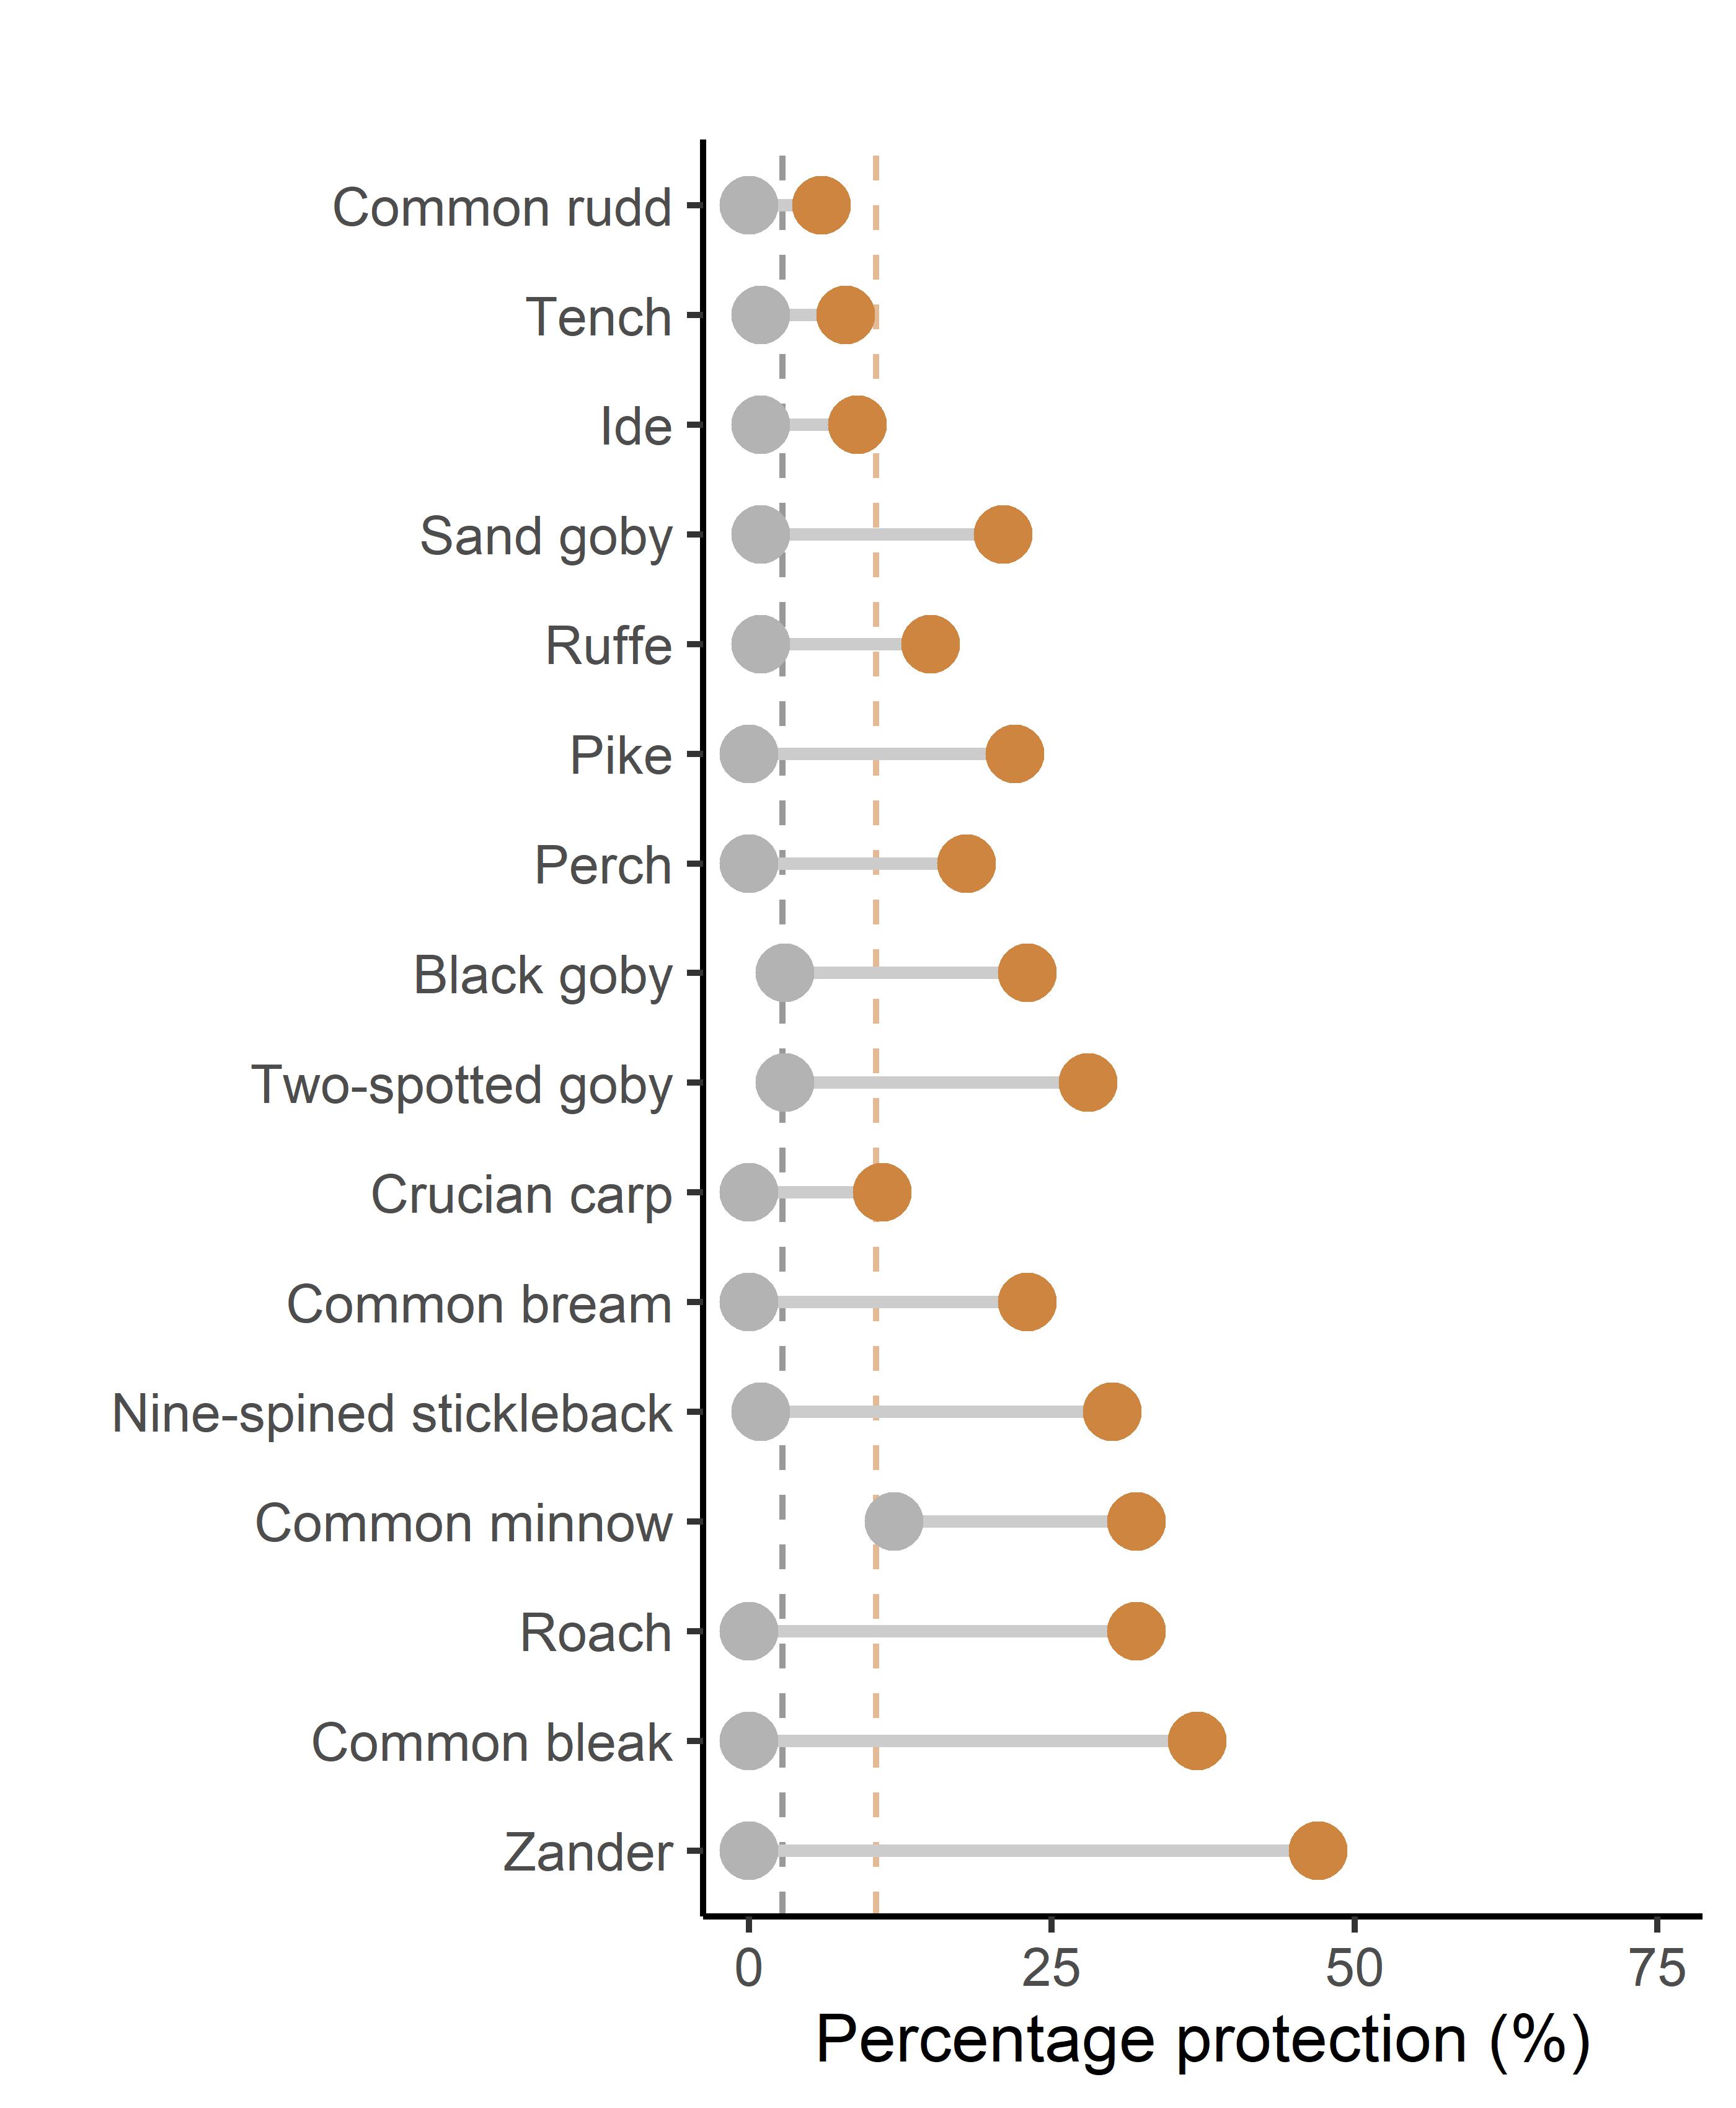 Common rudd
Tench
Ide
Sand goby
Ruffe
Pike
Perch
Black goby
Two-spotted goby
Crucian carp
Common bream
Nine-spined stickleback
Common minnow
Roach
Common bleak
Zander
0 25 50 75
Percentage protection (%)